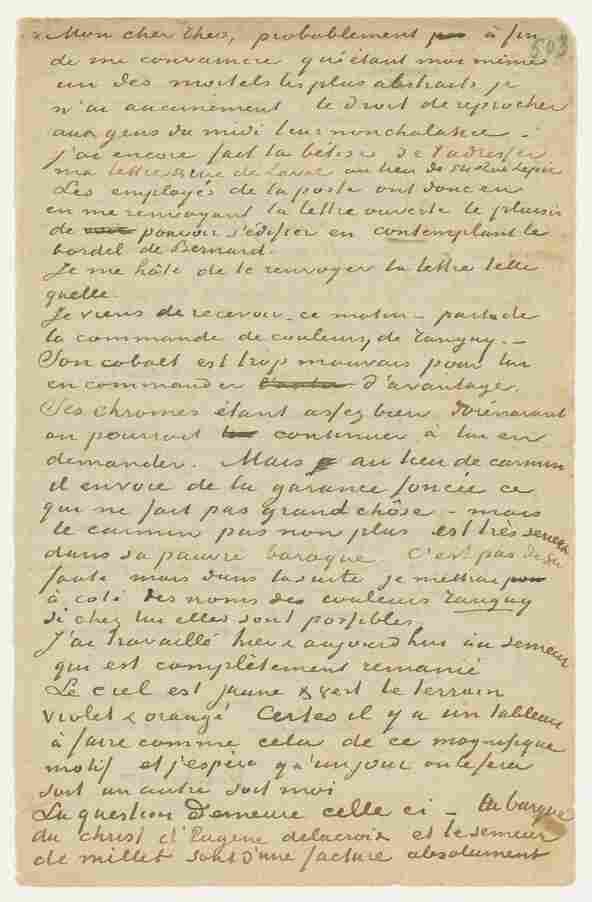 503
Mon cher Theo, probablement à fin
de me convaincre qu'étant moi même
un des mortels les plus abstraits je
n'ai aucunement le droit de reprocher
aux gens du midi leur nonchalance –
j'ai encore fait la bêtise de t'adresser
ma lettre rue de Laval au lieu de 54 Rue Lepic
Les employés de la poste ont donc eu
en me renvoyant la lettre ouverte le plaisir
de pouvoir s'édifier en contemplant le
bordel de Bernard.
Je me hâte de te renvoyer la lettre telle
quelle.
Je viens de recevoir – ce matin – partie de
la commande de couleurs, de Tanguy. –
Son cobalt est trop mauvais pour lui
en commander d'avantage.
Ses chromes étant assez bien dorénavant
on pourrait continuer à lui en
demander. Mais au lieu de carmin
il envoie de la garance foncée ce
qui ne fait pas grand chôse – mais
le carmin pas non plus est très
dans sa pauvre baraque C'est pas de sa
faute mais dans la suite je mettrai
à coté des noms des couleurs Tanguy
si chez lui elles sont possibles.
J'ai travaillé hier & aujourd'hui au semeur
qui est complètement remanié
Le ciel est jaune & vert le terrain
violet & orangé Certes il y a un tableau
à faire comme cela de ce magnifique
motif et j'espère qu'un jour on le fera
soit un autre soit moi
La question demeure celle ci – La barque
du christ d'Eugène delacroix et le semeur
de millet sont d'une facture absolument